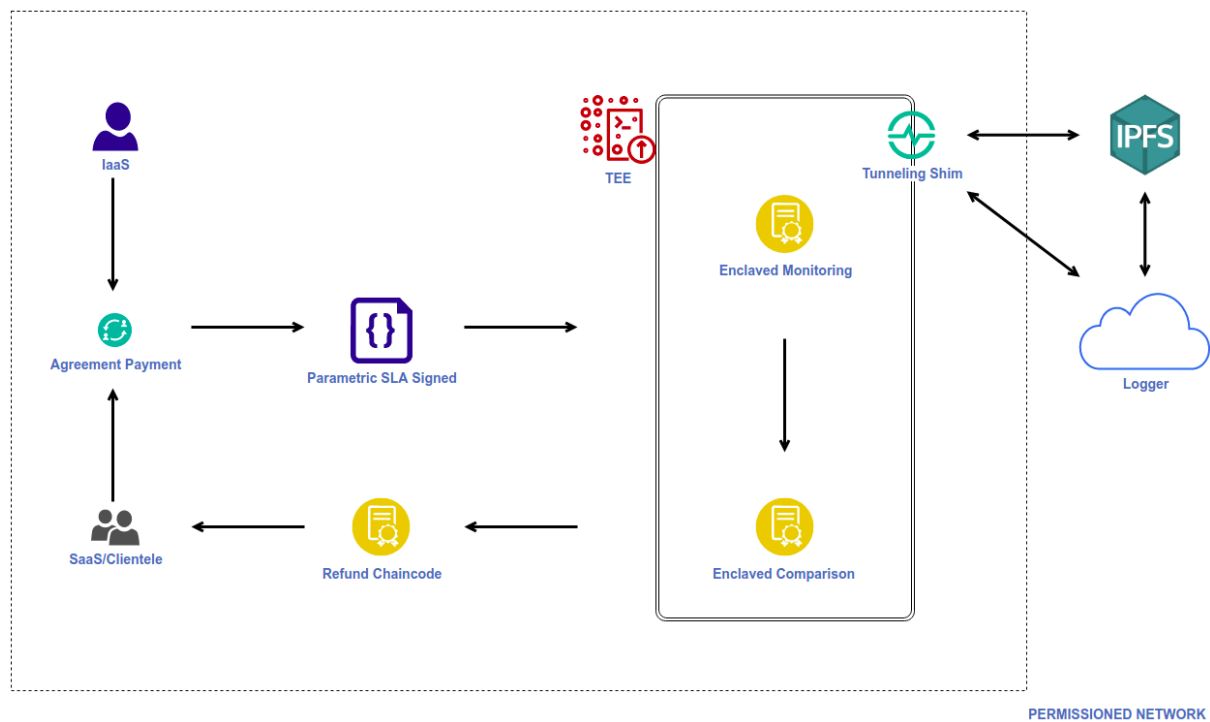 IaaS
TEE
Tunneling Shim
IPFS
Enclaved Monitoring
Agreement Payment
Parametric SLA Signed
Logger
SaaS/Clientele
Refund Chaincode
Enclaved Comparison
PERMISSIONED NETWORK